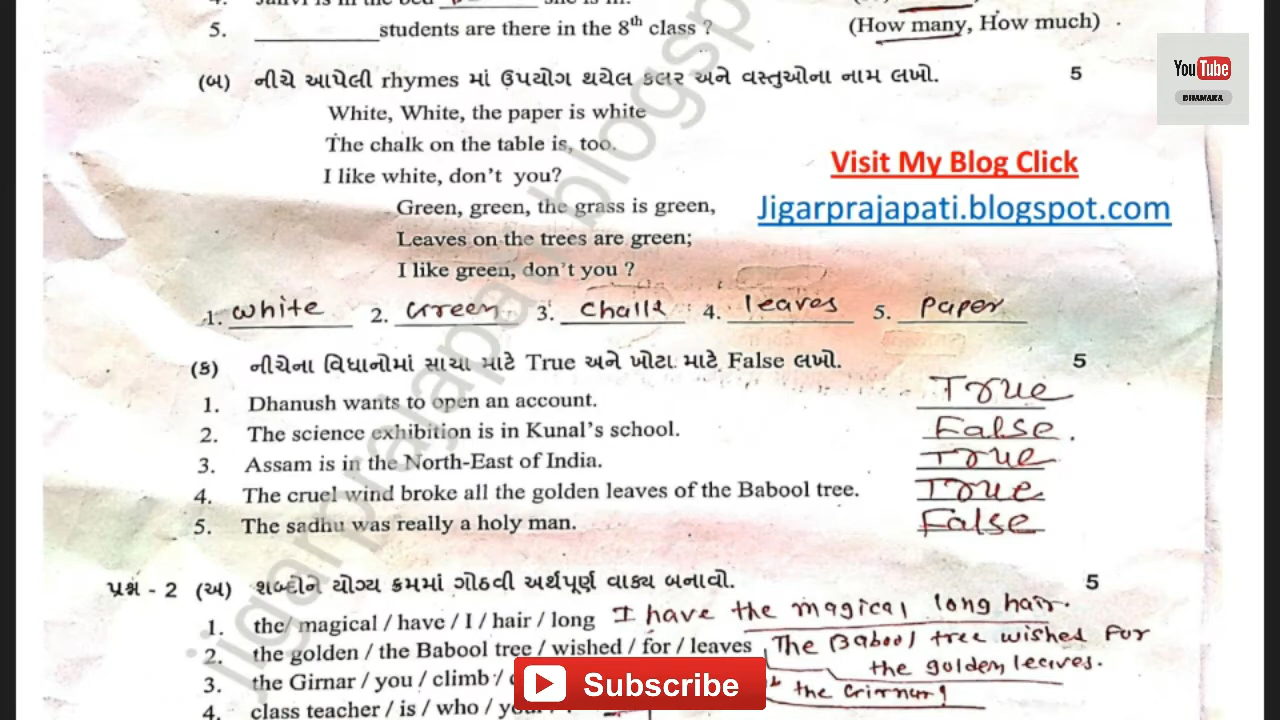 5. __________students are there in the 8th class ? (How many, How much) .
(બ) નીચે આપેલી rhymes માં ઉપયોગ થયેલ કલર અને વસ્તુઓના નામ લખો. 5
YouTube
DHAMAKA
White, White, the paper is white
The chalk on the table is, too.
I like white, don't you?
Visit My Blog Click
Green, green, the grass is green,
Jigarprajapati.blogspot.com
Leaves on the trees are green;
I like green, don't you ?
1. white 2. Green 3. chalk 4. leaves 5. paper
(ક) નીચેના વિધાનોમાં સાચા માટે True અને ખોટા માટે False લખો. 5
1. Dhanush wants to open an account. True
2. The science exhibition is in Kunal's school. False.
3. Assam is in the North-East of India. True
4. The cruel wind broke all the golden leaves of the Babool tree. True
5. The sadhu was really a holy man. False
પ્રશ્ન - 2 (અ) શબ્દોને યોગ્ય ક્રમમાં ગોઠવી અર્થપૂર્ણ વાક્ય બનાવો. 5
1. the/ magical / have / I / hair / long I have the magical long hair.
2. the golden / the Babool tree / wished / for / leaves The Babool tree wished for
the golden leaves.
3. the Girnar / you / climb / the Girnar
4. class teacher / is / who /
Subscribe
jigarprajapati.blogsp